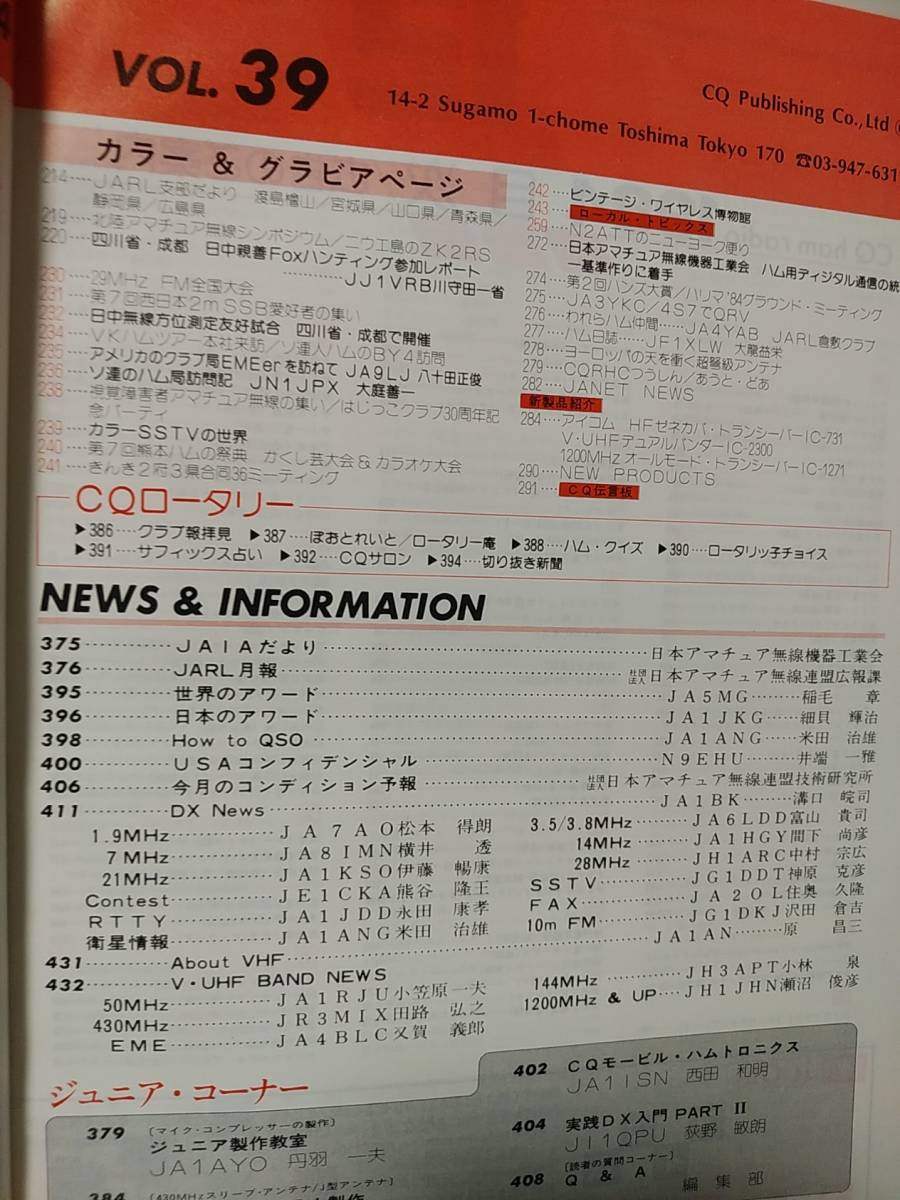 VOL. 39
14-2 Sugamo 1-chome Toshima Tokyo 170 ☎03-947-631
CQ Publishing Co.,Ltd
カラー & グラビアページ
214‥‥JARL支部だより 渡島檜山/宮城県/山口県/青森県/
静岡県/広島県
219‥‥北陸アマチュア無線シンポジウム/ニウエ島のZK2RS
220‥‥四川省・成都 日中親善Foxハンティング参加レポート
‥‥‥‥JJ1VRB川守田一省
230‥‥29MHz FM全国大会
231‥‥第7回西日本2mSSB愛好者の集い
232‥‥日中無線方位測定友好試合 四川省・成都で開催
234‥‥VKハムツアー本社来訪/ソ連人ハムのBY4訪問
235‥‥アメリカのクラブ局EMEerを訪ねて JA9LJ 八十田正俊
236‥‥ソ連のハム局訪問記 JN1JPX 大庭善一
238‥‥視覚障害者アマチュア無線の集い/はじっこクラブ30周年記
念パーティ
239‥‥カラーSSTVの世界
240‥‥第7回熊本ハムの祭典 かくし芸大会&カラオケ大会
241‥‥きんき2府3県合同36ミーティング
242‥‥ビンテージ・ワイヤレス博物館
243‥‥ローカル・トピックス
259‥‥N2ATTのニューヨーク便り
272‥‥日本アマチュア無線機器工業会 ハム用ディジタル通信の統
一基準作りに着手
274‥‥第2回ハンズ大賞/ハリマ'84グラウンド・ミーティング
275‥‥JA3YKC/4S7でQRV
276‥‥われらハム仲間‥‥JA4YAB JARL倉敷クラブ
277‥‥ハム日誌‥‥JF1XLW 大龍益栄
278‥‥ヨーロッパの天を衝く超弩級アンテナ
279‥‥CQRHCつうしん/あうと・どあ
282‥‥JANET NEWS
新製品紹介
284‥‥アイコム HFゼネカバ・トランシーバーIC-731
V・UHFデュアルバンダーIC-2300
1200MHzオールモード・トランシーバーIC-1271
290‥‥NEW PRODUCTS
291‥‥CQ伝言板
CQロータリー
▶386‥‥クラブ報拝見 ▶387‥‥ぽおとれいと/ロータリー庵 ▶388‥‥ハム・クイズ ▶390‥‥ロータリッ子チョイス
▶391‥‥サフィックス占い ▶392‥‥CQサロン ▶394‥‥切り抜き新聞
NEWS & INFORMATION
375‥‥‥‥JAIAだより‥‥‥‥日本アマチュア無線機器工業会
376‥‥‥‥JARL月報‥‥‥‥社団法人日本アマチュア無線連盟広報課
395‥‥‥‥世界のアワード‥‥‥‥JA5MG‥‥‥‥稲毛 章
396‥‥‥‥日本のアワード‥‥‥‥JA1JKG‥‥‥‥細貝 輝治
398‥‥‥‥How to QSO‥‥‥‥JA1ANG‥‥‥‥米田 治雄
400‥‥‥‥USAコンフィデンシャル‥‥‥‥N9EHU‥‥‥‥井端 一雅
406‥‥‥‥今月のコンディション予報‥‥‥‥社団法人日本アマチュア無線連盟技術研究所
411‥‥‥‥DX News‥‥‥‥JA1BK‥‥‥‥溝口 皖司
1.9MHz‥‥‥‥JA7AO松本 得朗
7MHz‥‥‥‥JA8IMN横井 透
21MHz‥‥‥‥JA1KSO伊藤 暢康
Contest‥‥‥‥JE1CKA熊谷 隆王
RTTY‥‥‥‥JA1JDD永田 康孝
衛星情報‥‥‥‥JA1ANG米田 治雄
3.5/3.8MHz‥‥‥‥JA6LDD富山 貴司
14MHz‥‥‥‥JA1HGY間下 尚彦
28MHz‥‥‥‥JH1ARC中村 宗広
SSTV‥‥‥‥JG1DDT神原 克彦
FAX‥‥‥‥JA2OL住奥 久隆
10m FM‥‥‥‥JG1DKJ沢田 倉吉
431‥‥‥‥About VHF‥‥‥‥JA1AN‥‥‥‥原 昌三
432‥‥‥‥V・UHF BAND NEWS
50MHz‥‥‥‥JA1RJU小笠原一夫
430MHz‥‥‥‥JR3MIX田路 弘之
EME‥‥‥‥JA4BLC又賀 義郎
144MHz‥‥‥‥JH3APT小林 泉
1200MHz & UP‥‥JH1JHN瀬沼 俊彦
ジュニア・コーナー
379 〔マイク・コンプレッサーの製作〕
ジュニア製作教室
JA1AYO 丹羽 一夫
384 〔430MHzスリーブ・アンテナ/J型アンテナ〕
402 CQモービル・ハムトロニクス
JA1ISN 西田 和明
404 実践DX入門 PART II
JI1QPU 荻野 敏朗
〔読者の質問コーナー〕
408 Q & A 編集部